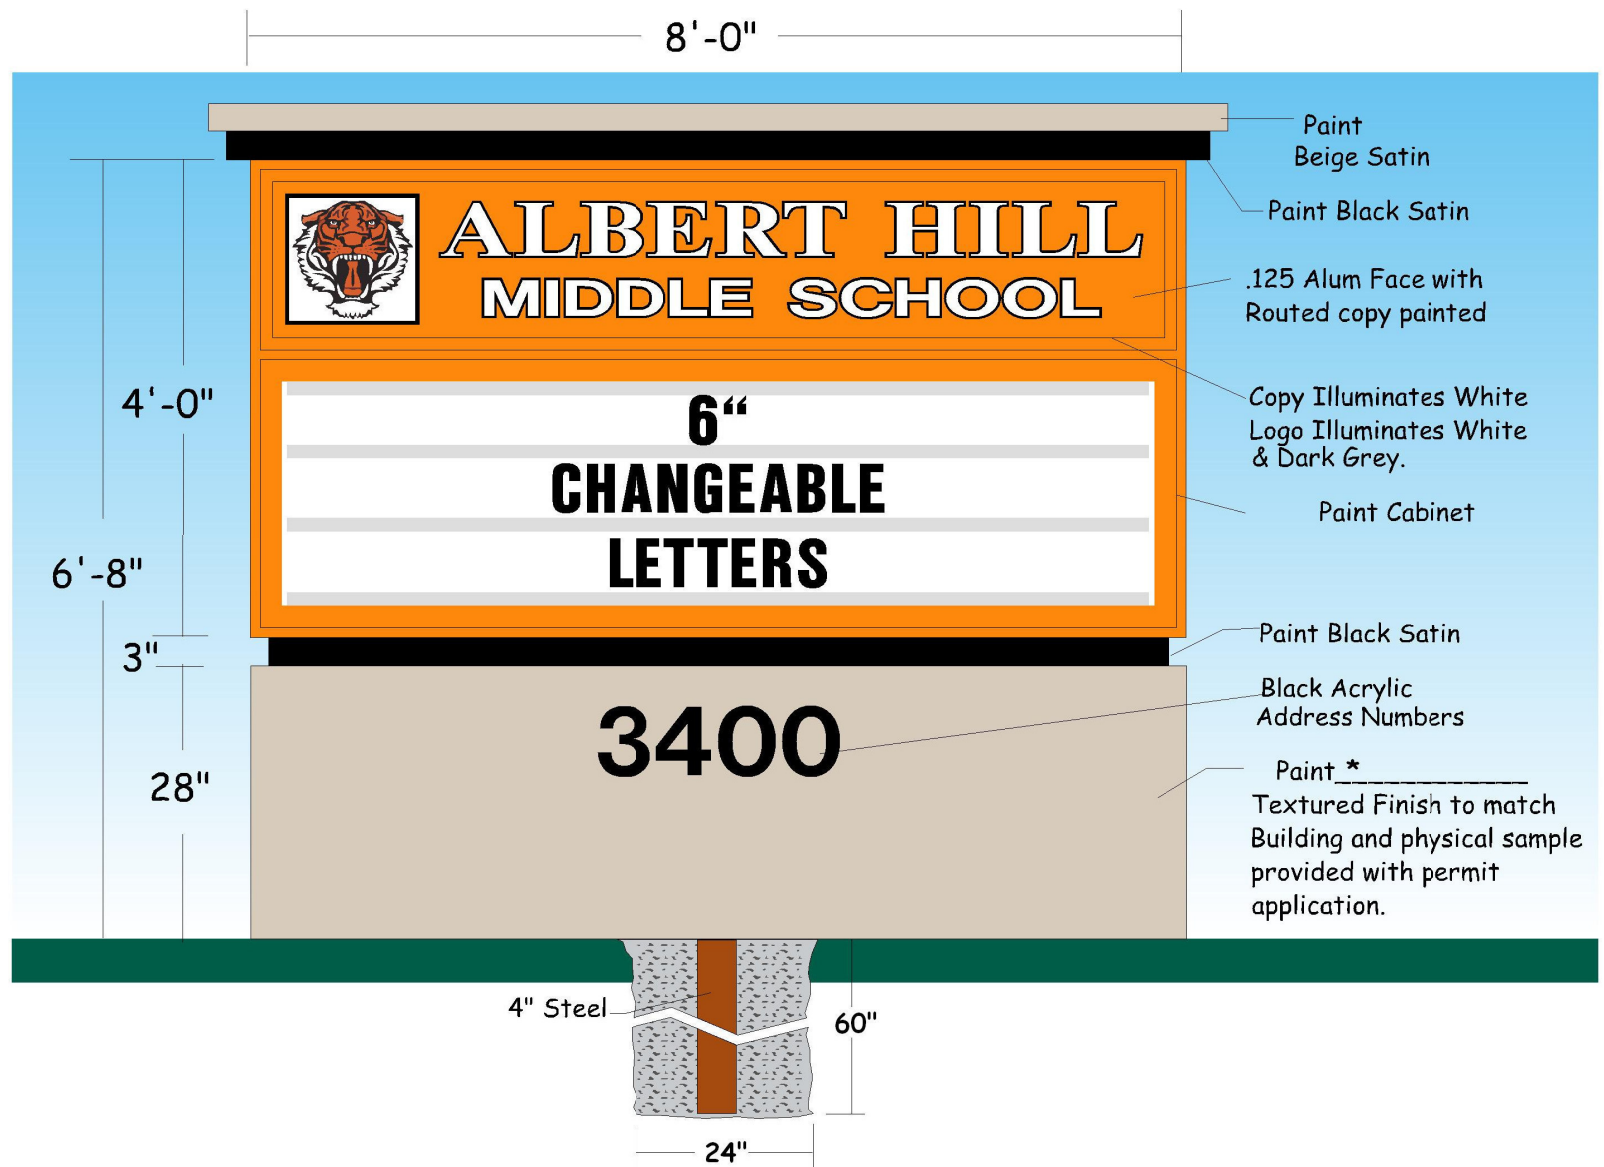 8'-0"
Paint
Beige Satin
Paint Black Satin
ALBERT HILL
MIDDLE SCHOOL
.125 Alum Face with
Routed copy painted
4'-0"
Copy Illuminates White
Logo Illuminates White
& Dark Grey.
6“
CHANGEABLE
LETTERS
Paint Cabinet
6'-8"
3"
Paint Black Satin
3400
Black Acrylic
Address Numbers
28"
Paint_*____________
Textured Finish to match
Building and physical sample
provided with permit
application.
4" Steel
60"
24"